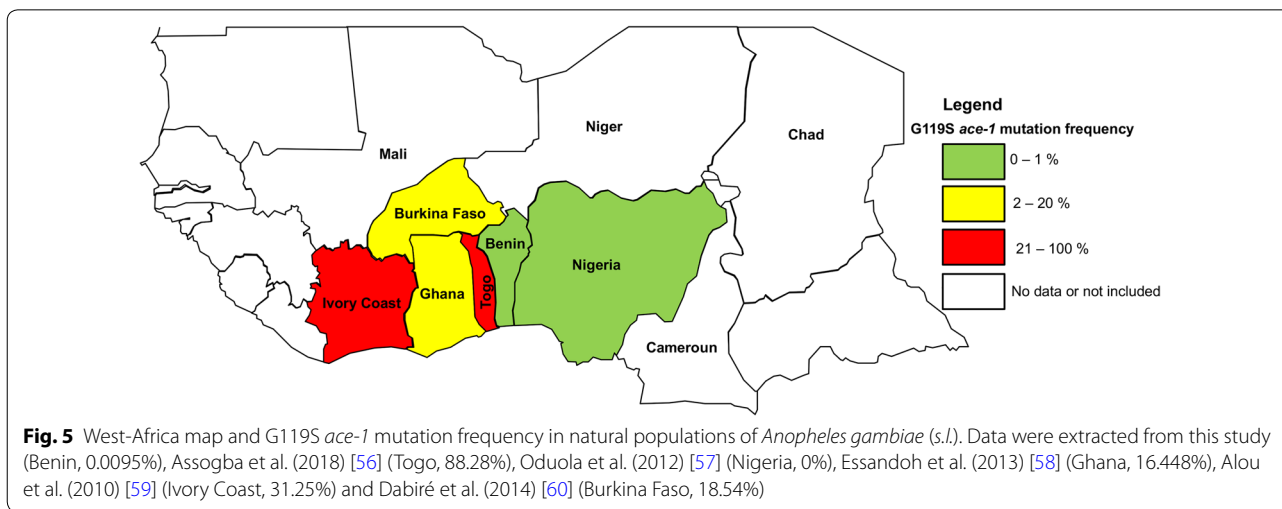 Legend
G119S ace-1 mutation frequency
Niger
Chad
0 – 1 %
Mali
2 – 20 %
Burkina Faso
Benin
21 – 100 %
Nigeria
Ivory Coast
Ghana
Togo
No data or not included
Cameroun
Fig. 5 West-Africa map and G119S ace-1 mutation frequency in natural populations of Anopheles gambiae (s.l.). Data were extracted from this study
(Benin, 0.0095%), Assogba et al. (2018) [56] (Togo, 88.28%), Oduola et al. (2012) [57] (Nigeria, 0%), Essandoh et al. (2013) [58] (Ghana, 16.448%), Alou
et al. (2010) [59] (Ivory Coast, 31.25%) and Dabiré et al. (2014) [60] (Burkina Faso, 18.54%)